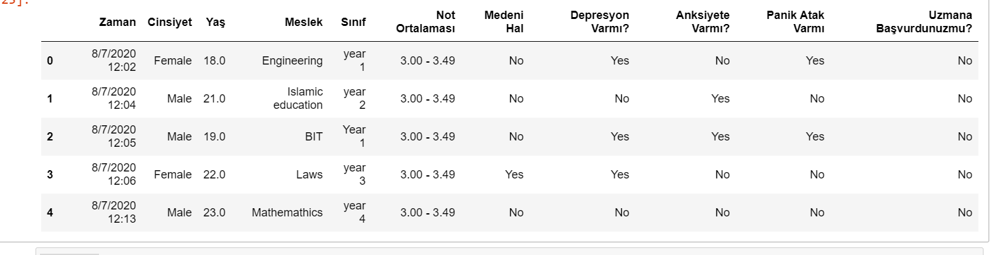 25]:
Zaman Cinsiyet Yaş Meslek Sınıf Not Ortalaması Medeni Hal Depresyon Varmı? Anksiyete Varmı? Panik Atak Varmı Uzmana Başvurdunuzmu?
0 8/7/2020 12:02 Female 18.0 Engineering year 1 3.00 - 3.49 No Yes No Yes No
1 8/7/2020 12:04 Male 21.0 Islamic education year 2 3.00 - 3.49 No No Yes No No
2 8/7/2020 12:05 Male 19.0 BIT Year 1 3.00 - 3.49 No Yes Yes Yes No
3 8/7/2020 12:06 Female 22.0 Laws year 3 3.00 - 3.49 Yes Yes No No No
4 8/7/2020 12:13 Male 23.0 Mathemathics year 4 3.00 - 3.49 No No No No No